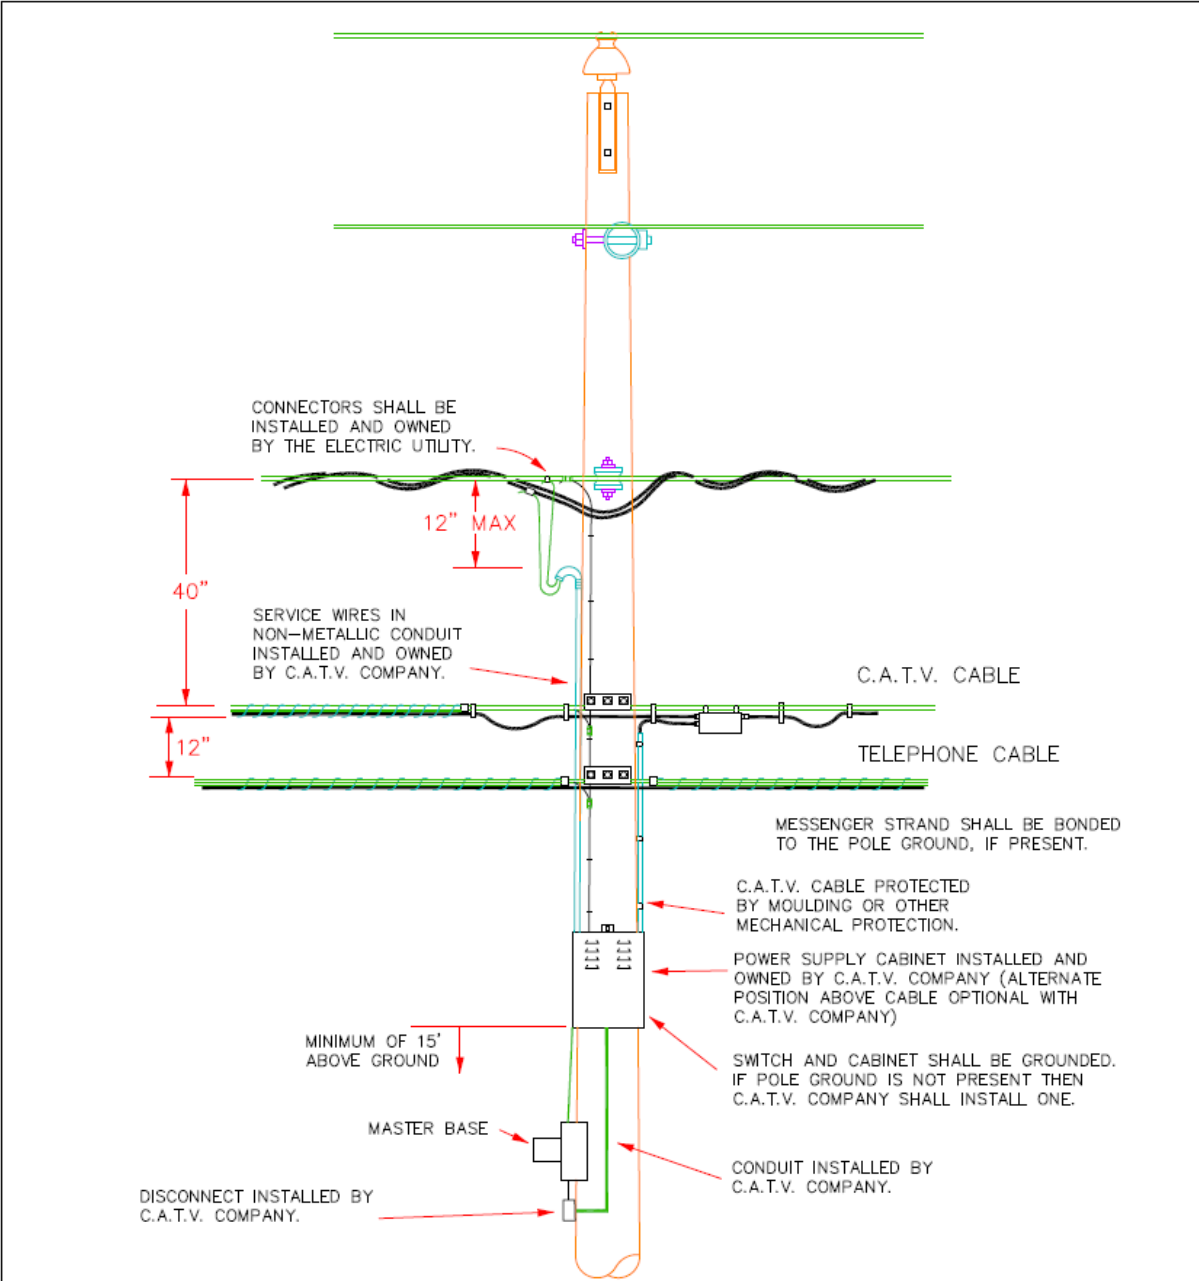 CONNECTORS SHALL BE
INSTALLED AND OWNED
BY THE ELECTRIC UTILITY.
12" MAX
40"
SERVICE WIRES IN
NON-METALLIC CONDUIT
INSTALLED AND OWNED
BY C.A.T.V. COMPANY.
C.A.T.V. CABLE
12"
TELEPHONE CABLE
MESSENGER STRAND SHALL BE BONDED
TO THE POLE GROUND, IF PRESENT.
C.A.T.V. CABLE PROTECTED
BY MOULDING OR OTHER
MECHANICAL PROTECTION.
POWER SUPPLY CABINET INSTALLED AND
OWNED BY C.A.T.V. COMPANY (ALTERNATE
POSITION ABOVE CABLE OPTIONAL WITH
C.A.T.V. COMPANY)
MINIMUM OF 15'
ABOVE GROUND
SWITCH AND CABINET SHALL BE GROUNDED.
IF POLE GROUND IS NOT PRESENT THEN
C.A.T.V. COMPANY SHALL INSTALL ONE.
MASTER BASE
CONDUIT INSTALLED BY
C.A.T.V. COMPANY.
DISCONNECT INSTALLED BY
C.A.T.V. COMPANY.